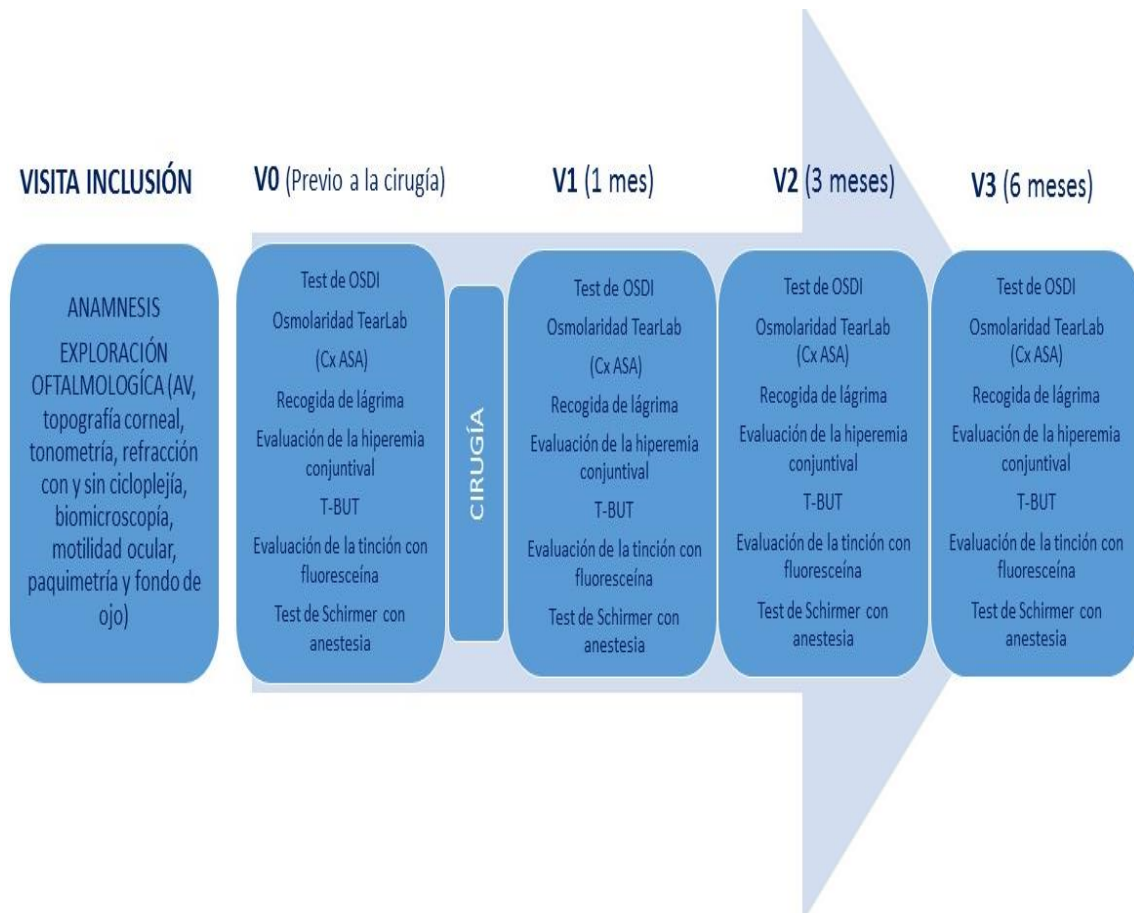 VISITA INCLUSIÓN
ANAMNESIS
EXPLORACIÓN
OFTALMOLOGÍCA (AV,
topografía corneal,
tonometría, refracción
con y sin cicloplejía,
biomicroscopía,
motilidad ocular,
paquimetría y fondo de
ojo)
V0 (Previo a la cirugía)
Test de OSDI
Osmolaridad TearLab
(Cx ASA)
Recogida de lágrima
Evaluación de la hiperemia
conjuntival
T-BUT
Evaluación de la tinción con
fluoresceína
Test de Schirmer con
anestesia
CIRUGÍA
V1 (1 mes)
Test de OSDI
Osmolaridad TearLab
(Cx ASA)
Recogida de lágrima
Evaluación de la hiperemia
conjuntival
T-BUT
Evaluación de la tinción con
fluoresceína
Test de Schirmer con
anestesia
V2 (3 meses)
Test de OSDI
Osmolaridad TearLab
(Cx ASA)
Recogida de lágrima
Evaluación de la hiperemia
conjuntival
T-BUT
Evaluación de la tinción con
fluoresceína
Test de Schirmer con
anestesia
V3 (6 meses)
Test de OSDI
Osmolaridad TearLab
(Cx ASA)
Recogida de lágrima
Evaluación de la hiperemia
conjuntival
T-BUT
Evaluación de la tinción con
fluoresceína
Test de Schirmer con
anestesia